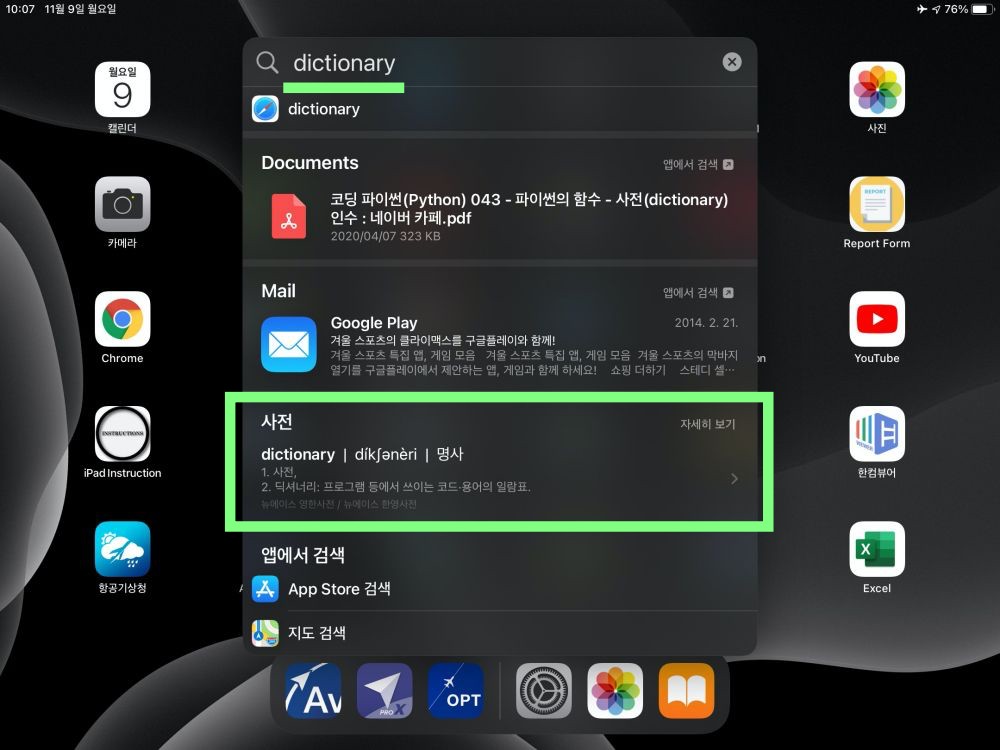 10:07 11월 9일 월요일
76%
월요일
9
캘린더
카메라
Chrome
INSTRUCTIONS
iPad Instruction
항공기상청
dictionary
dictionary
Documents
앱에서 검색
코딩 파이썬(Python) 043 - 파이썬의 함수 - 사전(dictionary)
인수 : 네이버 카페.pdf
2020/04/07 323 KB
Mail
앱에서 검색
Google Play
2014. 2. 21.
겨울 스포츠의 클라이맥스를 구글플레이와 함께!
겨울 스포츠 특집 앱, 게임 모음 겨울 스포츠 특집 앱, 게임 모음 겨울 스포츠의 막바지
열기를 구글플레이에서 제안하는 앱, 게임과 함께 하세요! 쇼핑 더하기 스테디 셀…
사전
자세히 보기
dictionary | díkʃənèri | 명사
1. 사전,
2. 딕셔너리: 프로그램 등에서 쓰이는 코드·용어의 일람표.
뉴에이스 영한사전 / 뉴에이스 한영사전
앱에서 검색
App Store 검색
지도 검색
사진
REPORT
Report Form
YouTube
VIEWER
한컴뷰어
X
Excel
Av
PRO X
OPT